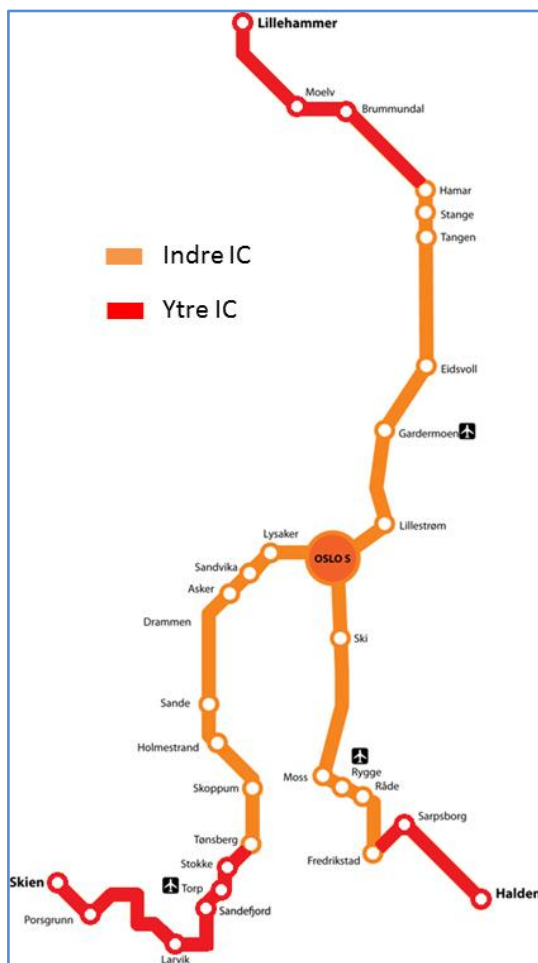 Lillehammer
Moelv
Brummundal
Hamar
Stange
Tangen
Indre IC
Ytre IC
Eidsvoll
Gardermoen
Lillestrøm
Lysaker
OSLO S
Sandvika
Asker
Drammen
Ski
Sande
Holmestrand
Moss
Rygge
Råde
Skoppum
Sarpsborg
Tønsberg
Fredrikstad
Stokke
Skien
Torp
Halden
Sandefjord
Porsgrunn
Larvik